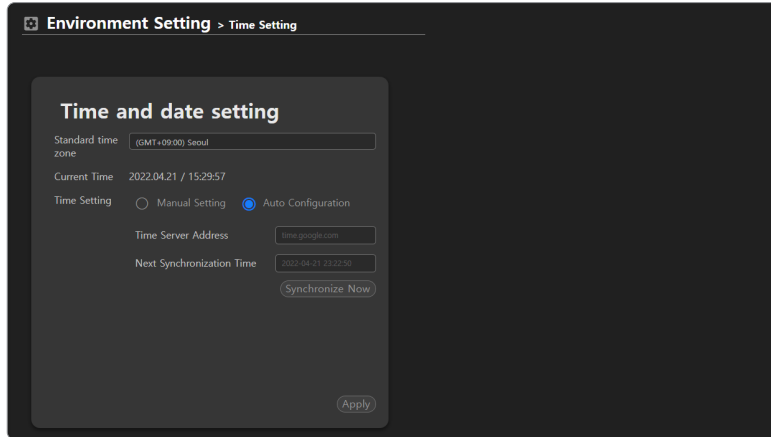 Environment Setting > Time Setting
Time and date setting
Standard time zone
(GMT+09:00) Seoul
Current Time 2022.04.21 / 15:29:57
Time Setting Manual Setting Auto Configuration
Time Server Address time.google.com
Next Synchronization Time 2022-04-21 23:22:50
Synchronize Now
Apply